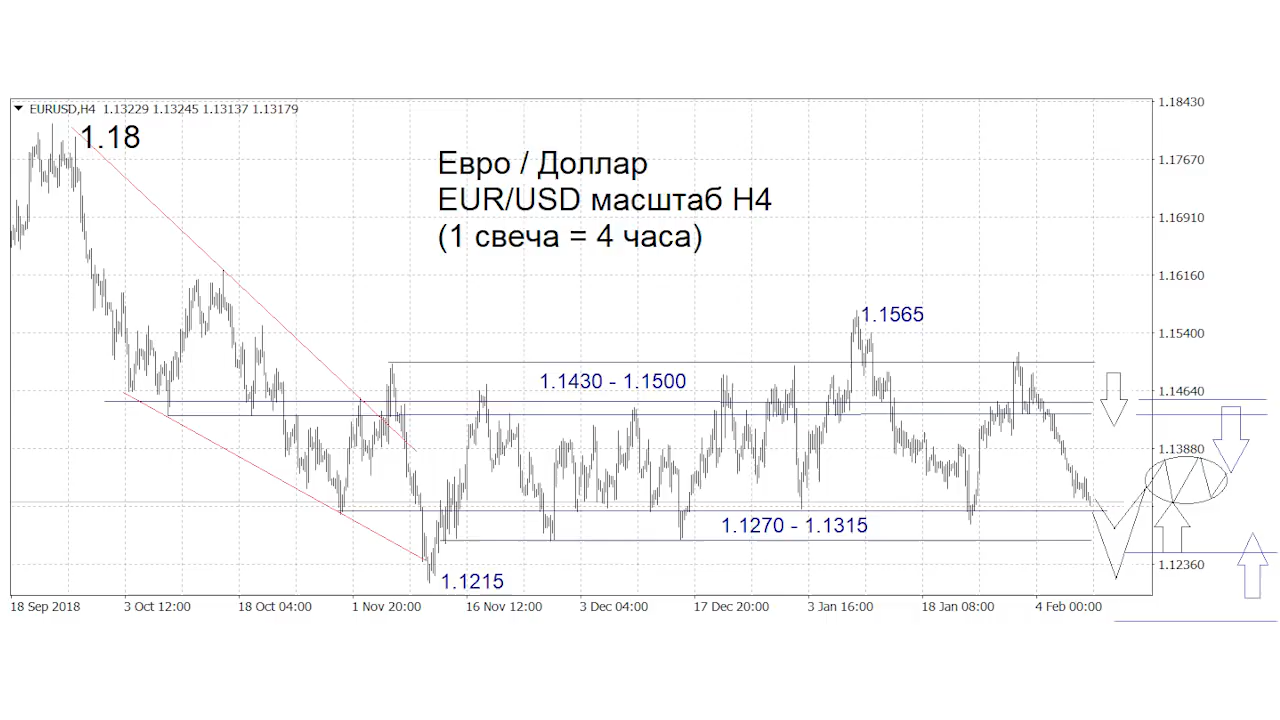 EURUSD,H4 1.13229 1.13245 1.13137 1.13179
1.18
Евро / Доллар
EUR/USD масштаб H4
(1 свеча = 4 часа)
1.1565
1.1430 - 1.1500
1.1270 - 1.1315
1.1215
1.18430
1.17670
1.16910
1.16160
1.15400
1.14640
1.13880
1.12360
18 Sep 2018
3 Oct 12:00
18 Oct 04:00
1 Nov 20:00
16 Nov 12:00
3 Dec 04:00
17 Dec 20:00
3 Jan 16:00
18 Jan 08:00
4 Feb 00:00